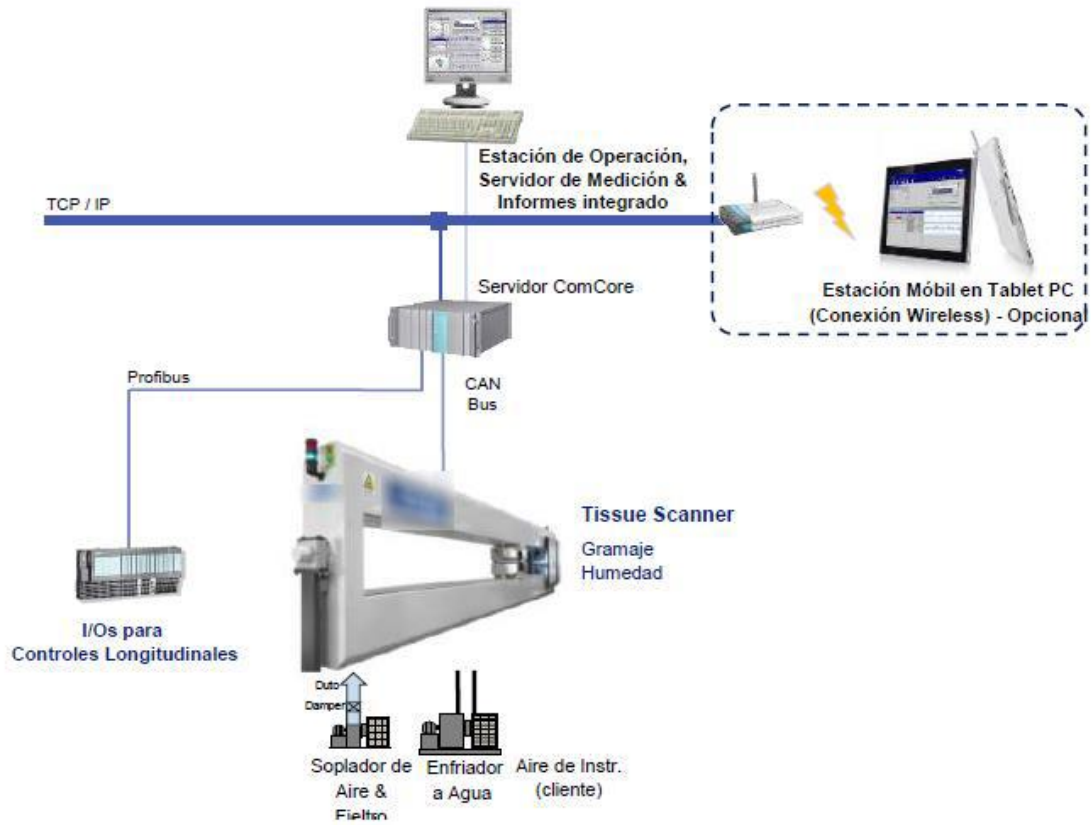 Estación de Operación,
Servidor de Medición &
Informes integrado
TCP / IP
Estación Móbil en Tablet PC
(Conexión Wireless) - Opcional
Servidor ComCore
Profibus
CAN
Bus
Tissue Scanner
Gramaje
Humedad
I/Os para
Controles Longitudinales
Duto
Damper
Soplador de
Aire &
Fieltro
Enfriador
a Agua
Aire de Instr.
(cliente)